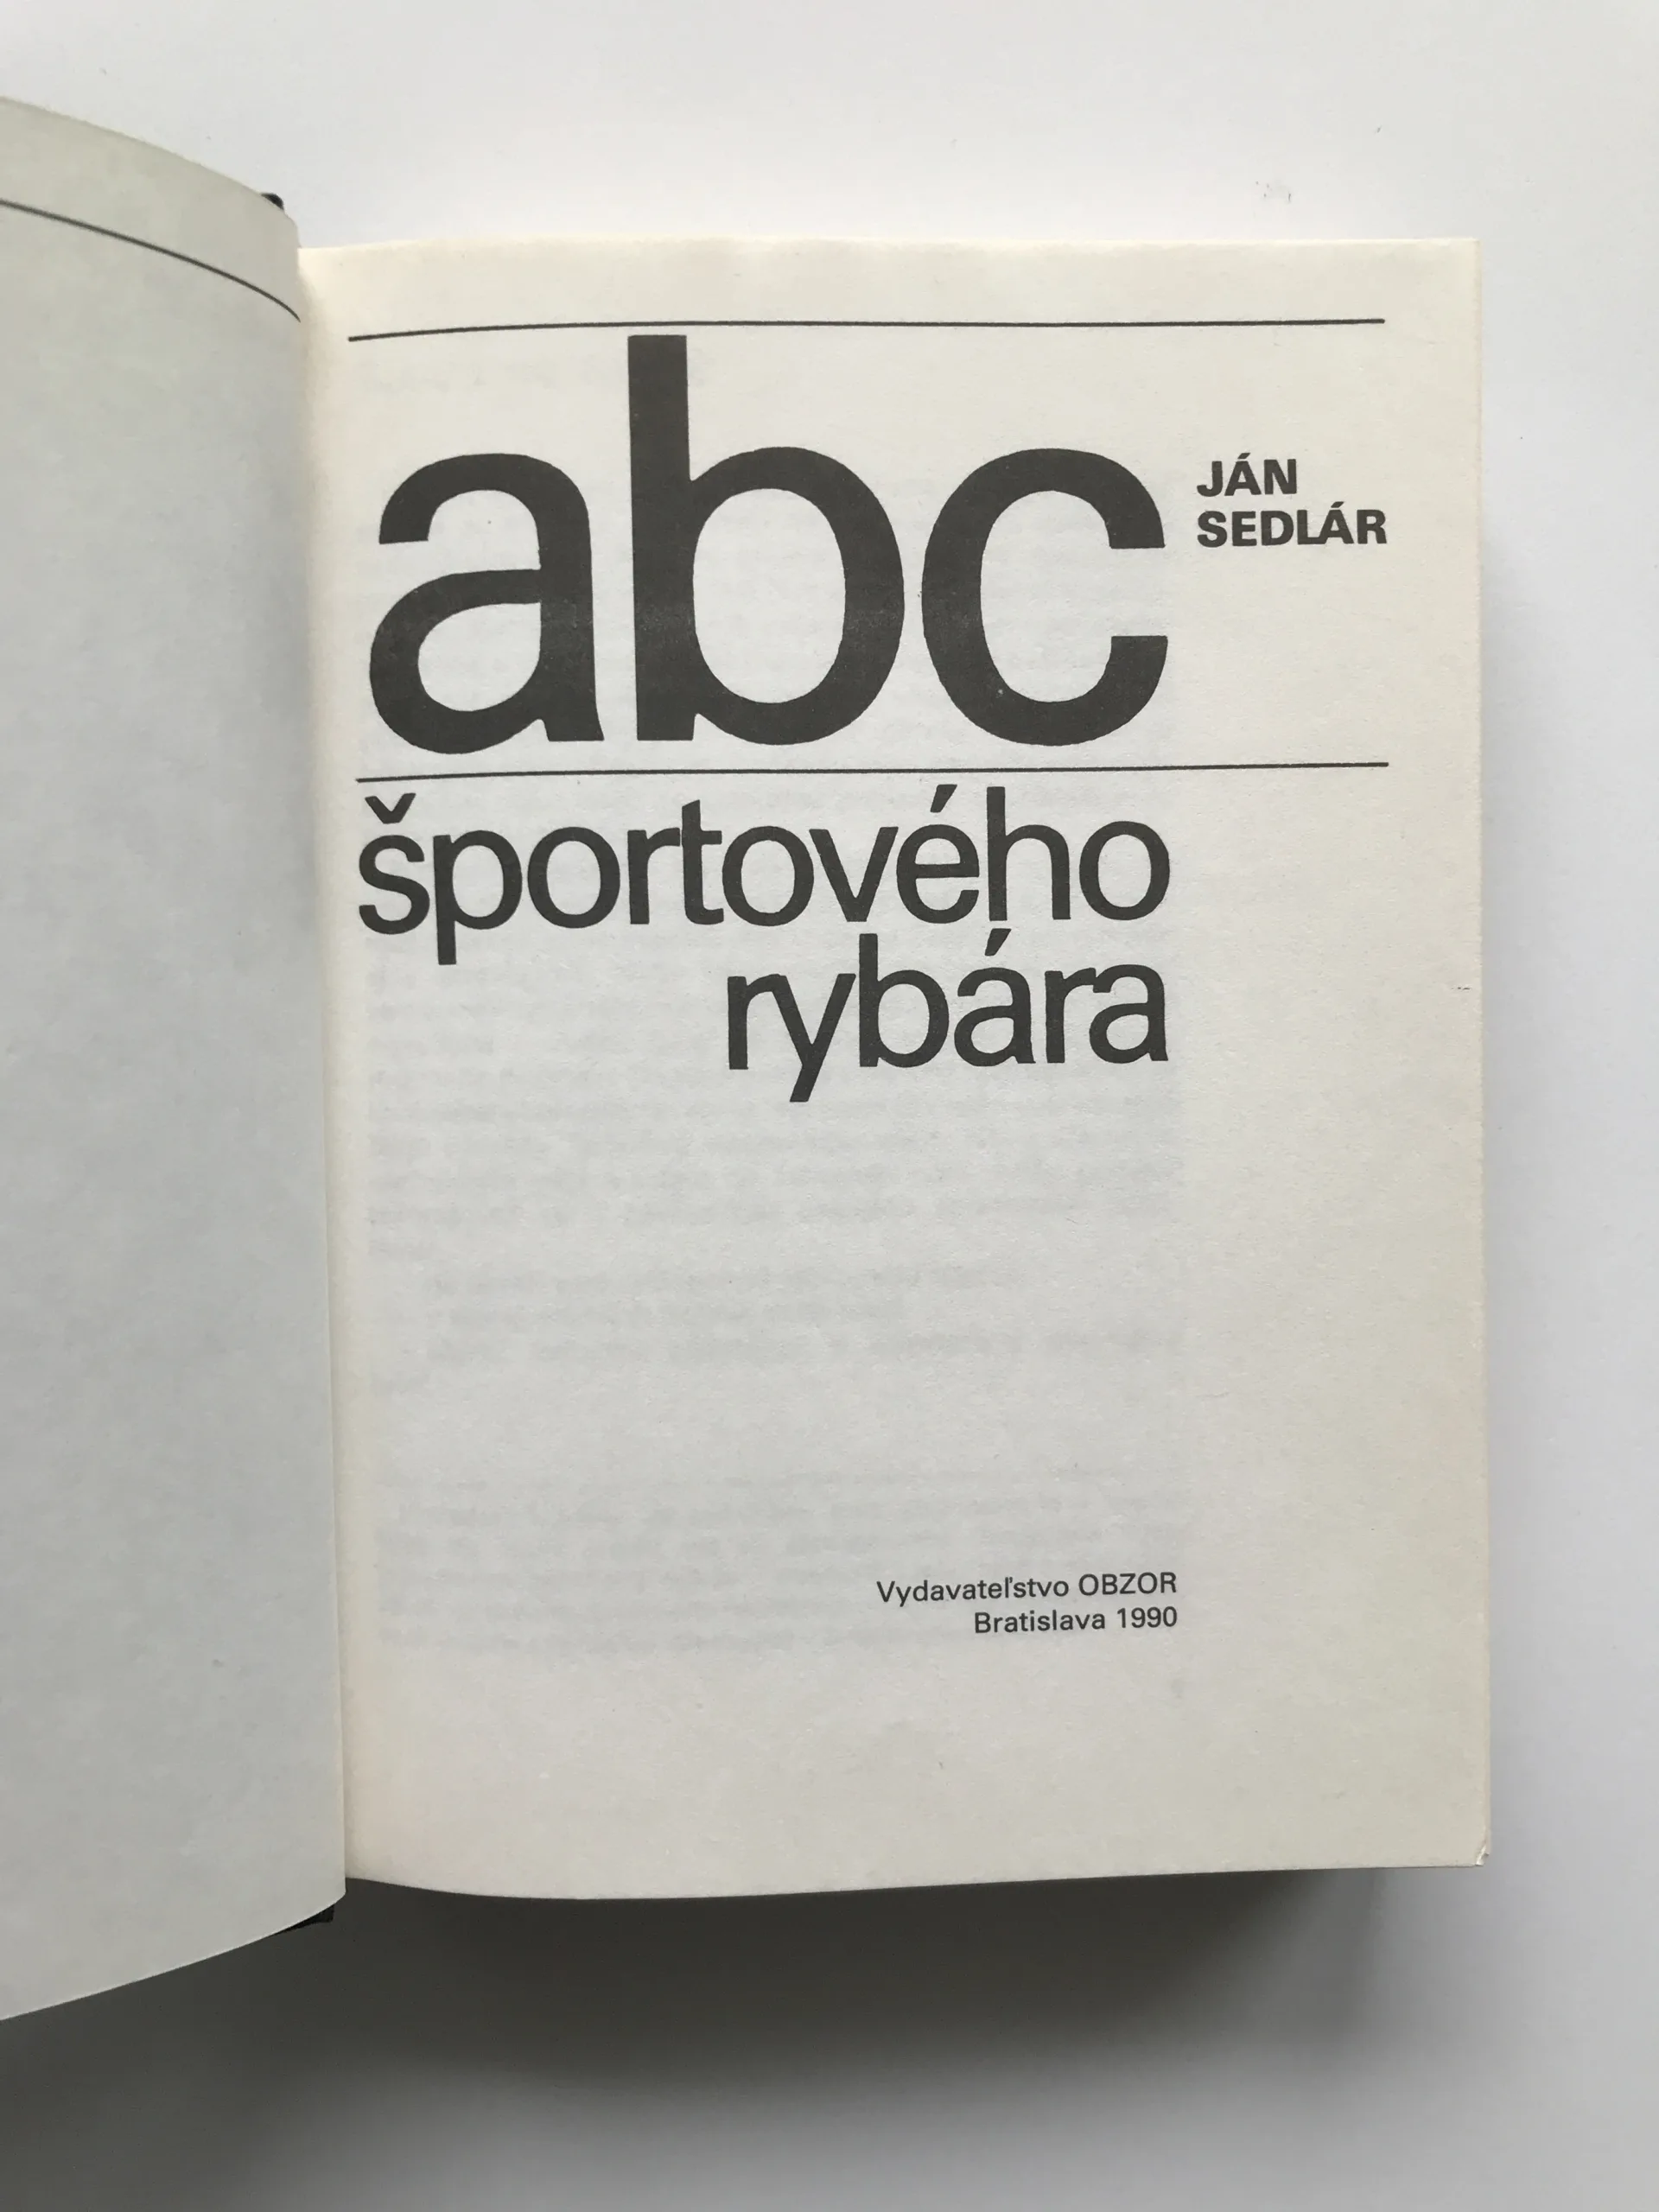 abc
JÁN
SEDLÁR
športového
rybára
Vydavateľstvo OBZOR
Bratislava 1990